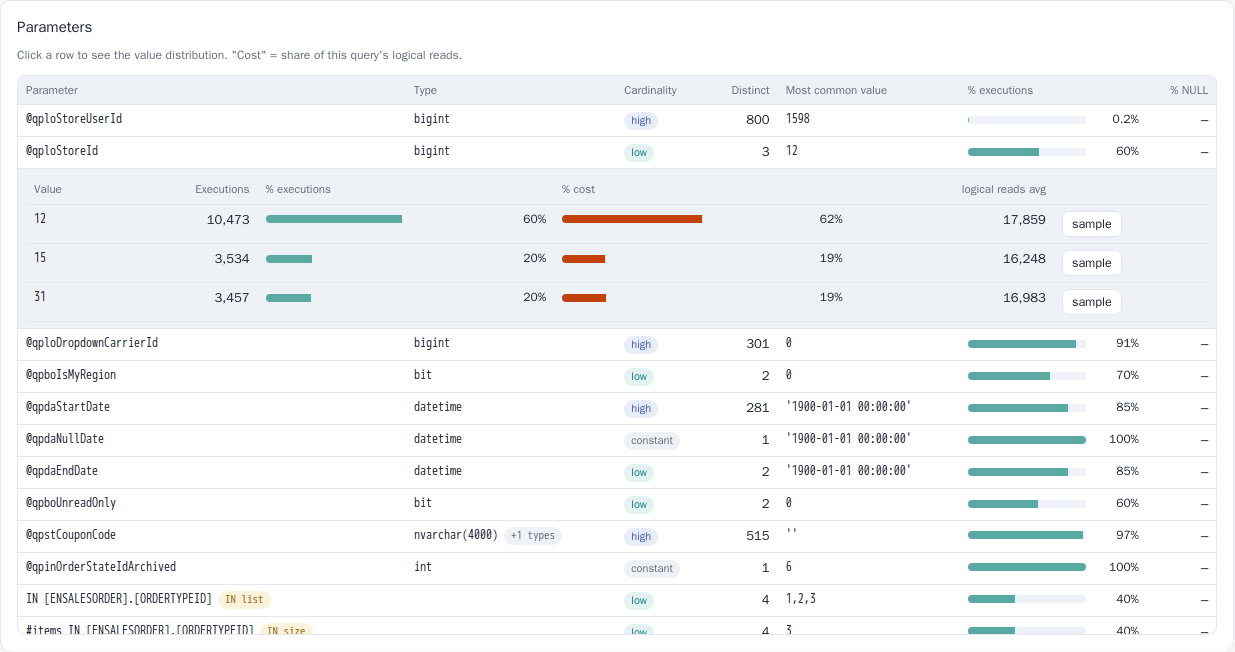 Parameters
Click a row to see the value distribution. "Cost" = share of this query's logical reads.
Parameter Type Cardinality Distinct Most common value % executions % NULL
@qploStoreUserId bigint high 800 1598 0.2% —
@qploStoreId bigint low 3 12 60% —
Value Executions % executions % cost logical reads avg
12 10,473 60% 62% 17,859 sample
15 3,534 20% 19% 16,248 sample
31 3,457 20% 19% 16,983 sample
@qploDropdownCarrierId bigint high 301 0 91% —
@qpboIsMyRegion bit low 2 0 70% —
@qpdaStartDate datetime high 281 '1900-01-01 00:00:00' 85% —
@qpdaNullDate datetime constant 1 '1900-01-01 00:00:00' 100% —
@qpdaEndDate datetime low 2 '1900-01-01 00:00:00' 85% —
@qpboUnreadOnly bit low 2 0 60% —
@qpstCouponCode nvarchar(4000) +1 types high 515 '' 97% —
@qpinOrderStateIdArchived int constant 1 6 100% —
IN [ENSALESORDER].[ORDERTYPEID] IN list low 4 1,2,3 40% —
#items IN [ENSALESORDER].[ORDERTYPEID] IN size low 4 3 40% —